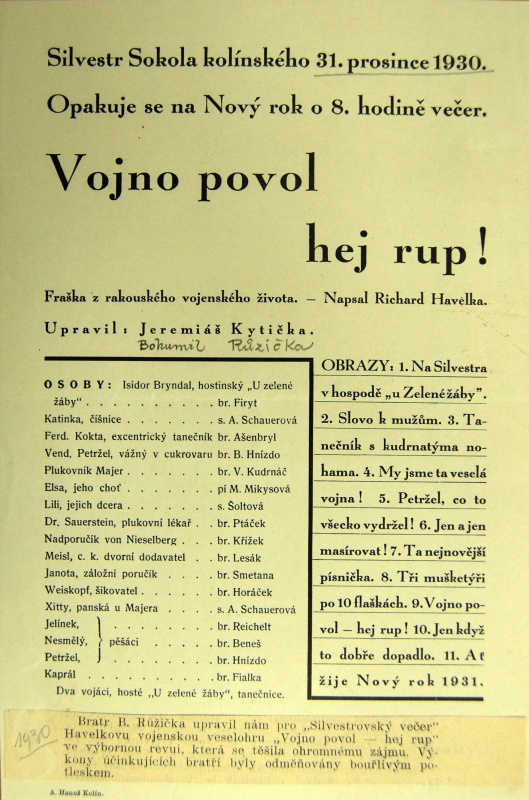 Silvestr Sokola kolínského 31. prosince 1930.
Opakuje se na Nový rok o 8. hodině večer.
Vojno povol
hej rup!
Fraška z rakouského vojenského života. — Napsal Richard Havelka.
Upravil: Jeremiáš Kytička.
Bohumil Růžička
OSOBY: Isidor Bryndal, hostinský „U zelené
žáby“ . . . . . . . . . . br. Firyt
Katinka, číšnice . . . . . . . s. A. Schauerová
Ferd. Kokta, excentrický tanečník br. Ašenbryl
Vend. Petržel, vážný v cukrovaru br. B. Hnízdo
Plukovník Majer . . . . . . . br. V. Kudrnáč
Elsa, jeho choť . . . . . . . pí M. Mikysová
Lili, jejich dcera . . . . . . s. Šoltová
Dr. Sauerstein, plukovní lékař . br. Ptáček
Nadporučík von Nieselberg . . . br. Křížek
Meisl, c. k. dvorní dodavatel . . br. Lesák
Janota, záložní poručík . . . . br. Smetana
Weiskopf, šikovatel . . . . . . br. Horáček
Xitty, panská u Majera . . . . s. A. Schauerová
Jelínek, . . . . . br. Reichelt
Nesmělý, } pěšáci . . . . br. Beneš
Petržel, . . . . . br. Hnízdo
Kaprál . . . . . . . . . . br. Fialka
Dva vojáci, hosté „U zelené žáby“, tanečnice.
OBRAZY: 1. Na Silvestra
v hospodě „u Zelené žáby“.
2. Slovo k mužům. 3. Ta-
nečník s kudrnatýma no-
hama. 4. My jsme ta veselá
vojna! 5. Petržel, co to
všecko vydržel! 6. Jen a jen
masírovat! 7. Ta nejnovější
písnička. 8. Tři mušketýři
po 10 flaškách. 9. Vojno po-
vol — hej rup! 10. Jen když
to dobře dopadlo. 11. Ať
žije Nový rok 1931.
1930
Bratr B. Růžička upravil nám pro „Silvestrovský večer“
Havelkovu vojenskou veselohru „Vojno povol — hej rup“
ve výbornou revui, která se těšila ohromnému zájmu. Vý-
kony účinkujících bratří byly odměňovány bouřlivým po-
tleskem.
A. Hanuš Kolín.